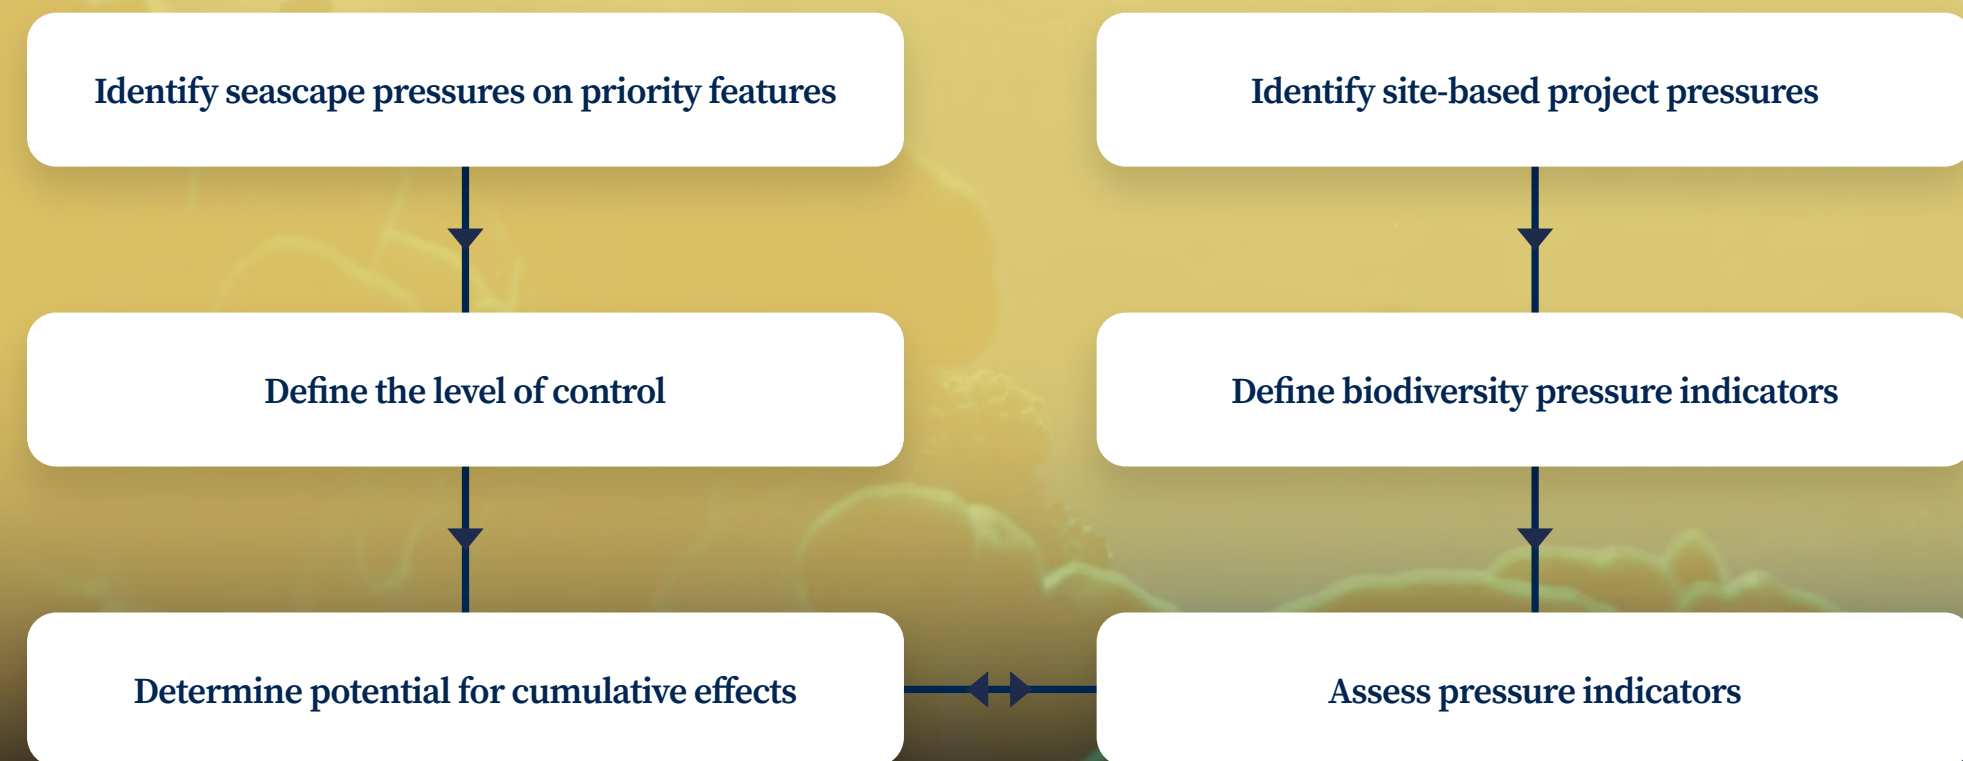 Identify seascape pressures on priority features
Identify site-based project pressures
Define the level of control
Define biodiversity pressure indicators
Determine potential for cumulative effects
Assess pressure indicators